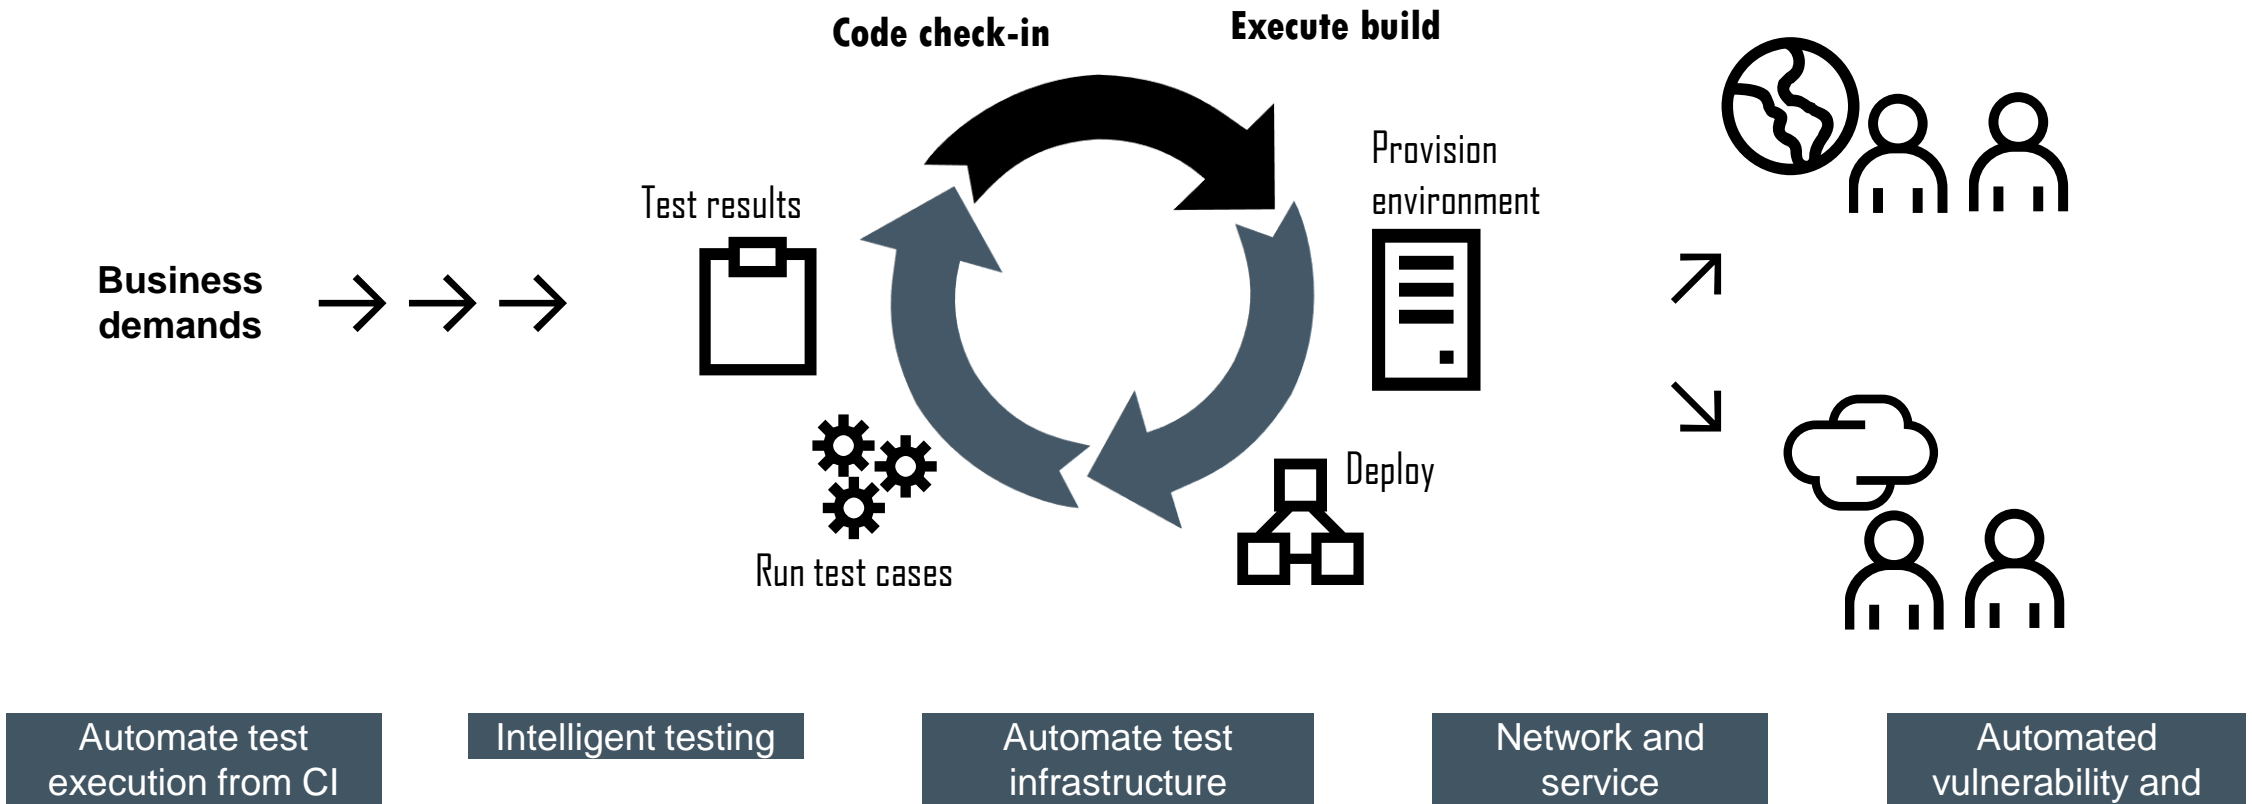 Code check-in
Execute build
Provision
environment
Test results
Business
demands
Deploy
Run test cases
Automate test
execution from CI
Intelligent testing
Automate test
infrastructure
Network and
service
Automated
vulnerability and